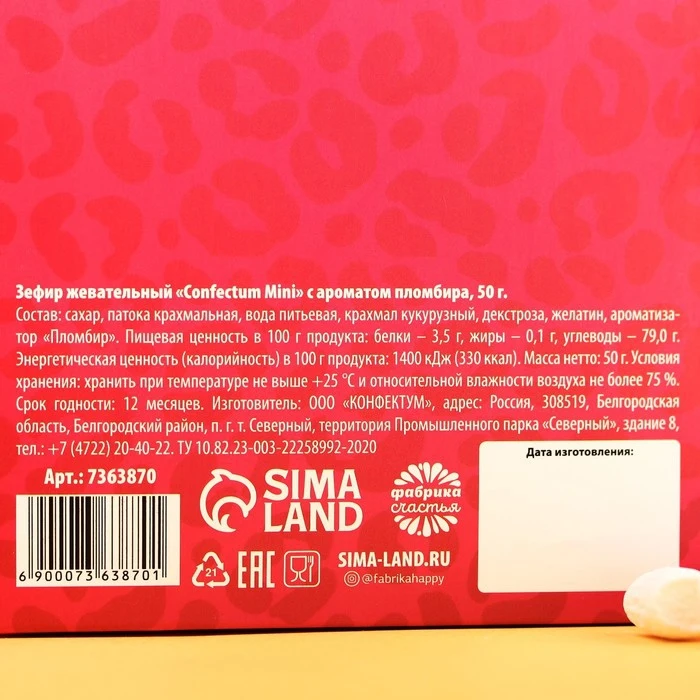 Зефир жевательный «Confectum Mini» с ароматом пломбира, 50 г.
Состав: сахар, патока крахмальная, вода питьевая, крахмал кукурузный, декстроза, желатин, ароматиза-
тор «Пломбир». Пищевая ценность в 100 г продукта: белки – 3,5 г, жиры – 0,1 г, углеводы – 79,0 г.
Энергетическая ценность (калорийность) в 100 г продукта: 1400 кДж (330 ккал). Масса нетто: 50 г. Условия
хранения: хранить при температуре не выше +25 °С и относительной влажности воздуха не более 75 %.
Срок годности: 12 месяцев. Изготовитель: ООО «КОНФЕКТУМ», адрес: Россия, 308519, Белгородская
область, Белгородский район, п. г. т. Северный, территория Промышленного парка «Северный», здание 8,
тел.: +7 (4722) 20-40-22. ТУ 10.82.23-003-22258992-2020
Дата изготовления:
Арт.: 7363870
6 900073 638701
SIMA
LAND
фабрика
счастья
21
EAC
SIMA-LAND.RU
@fabrikahappy